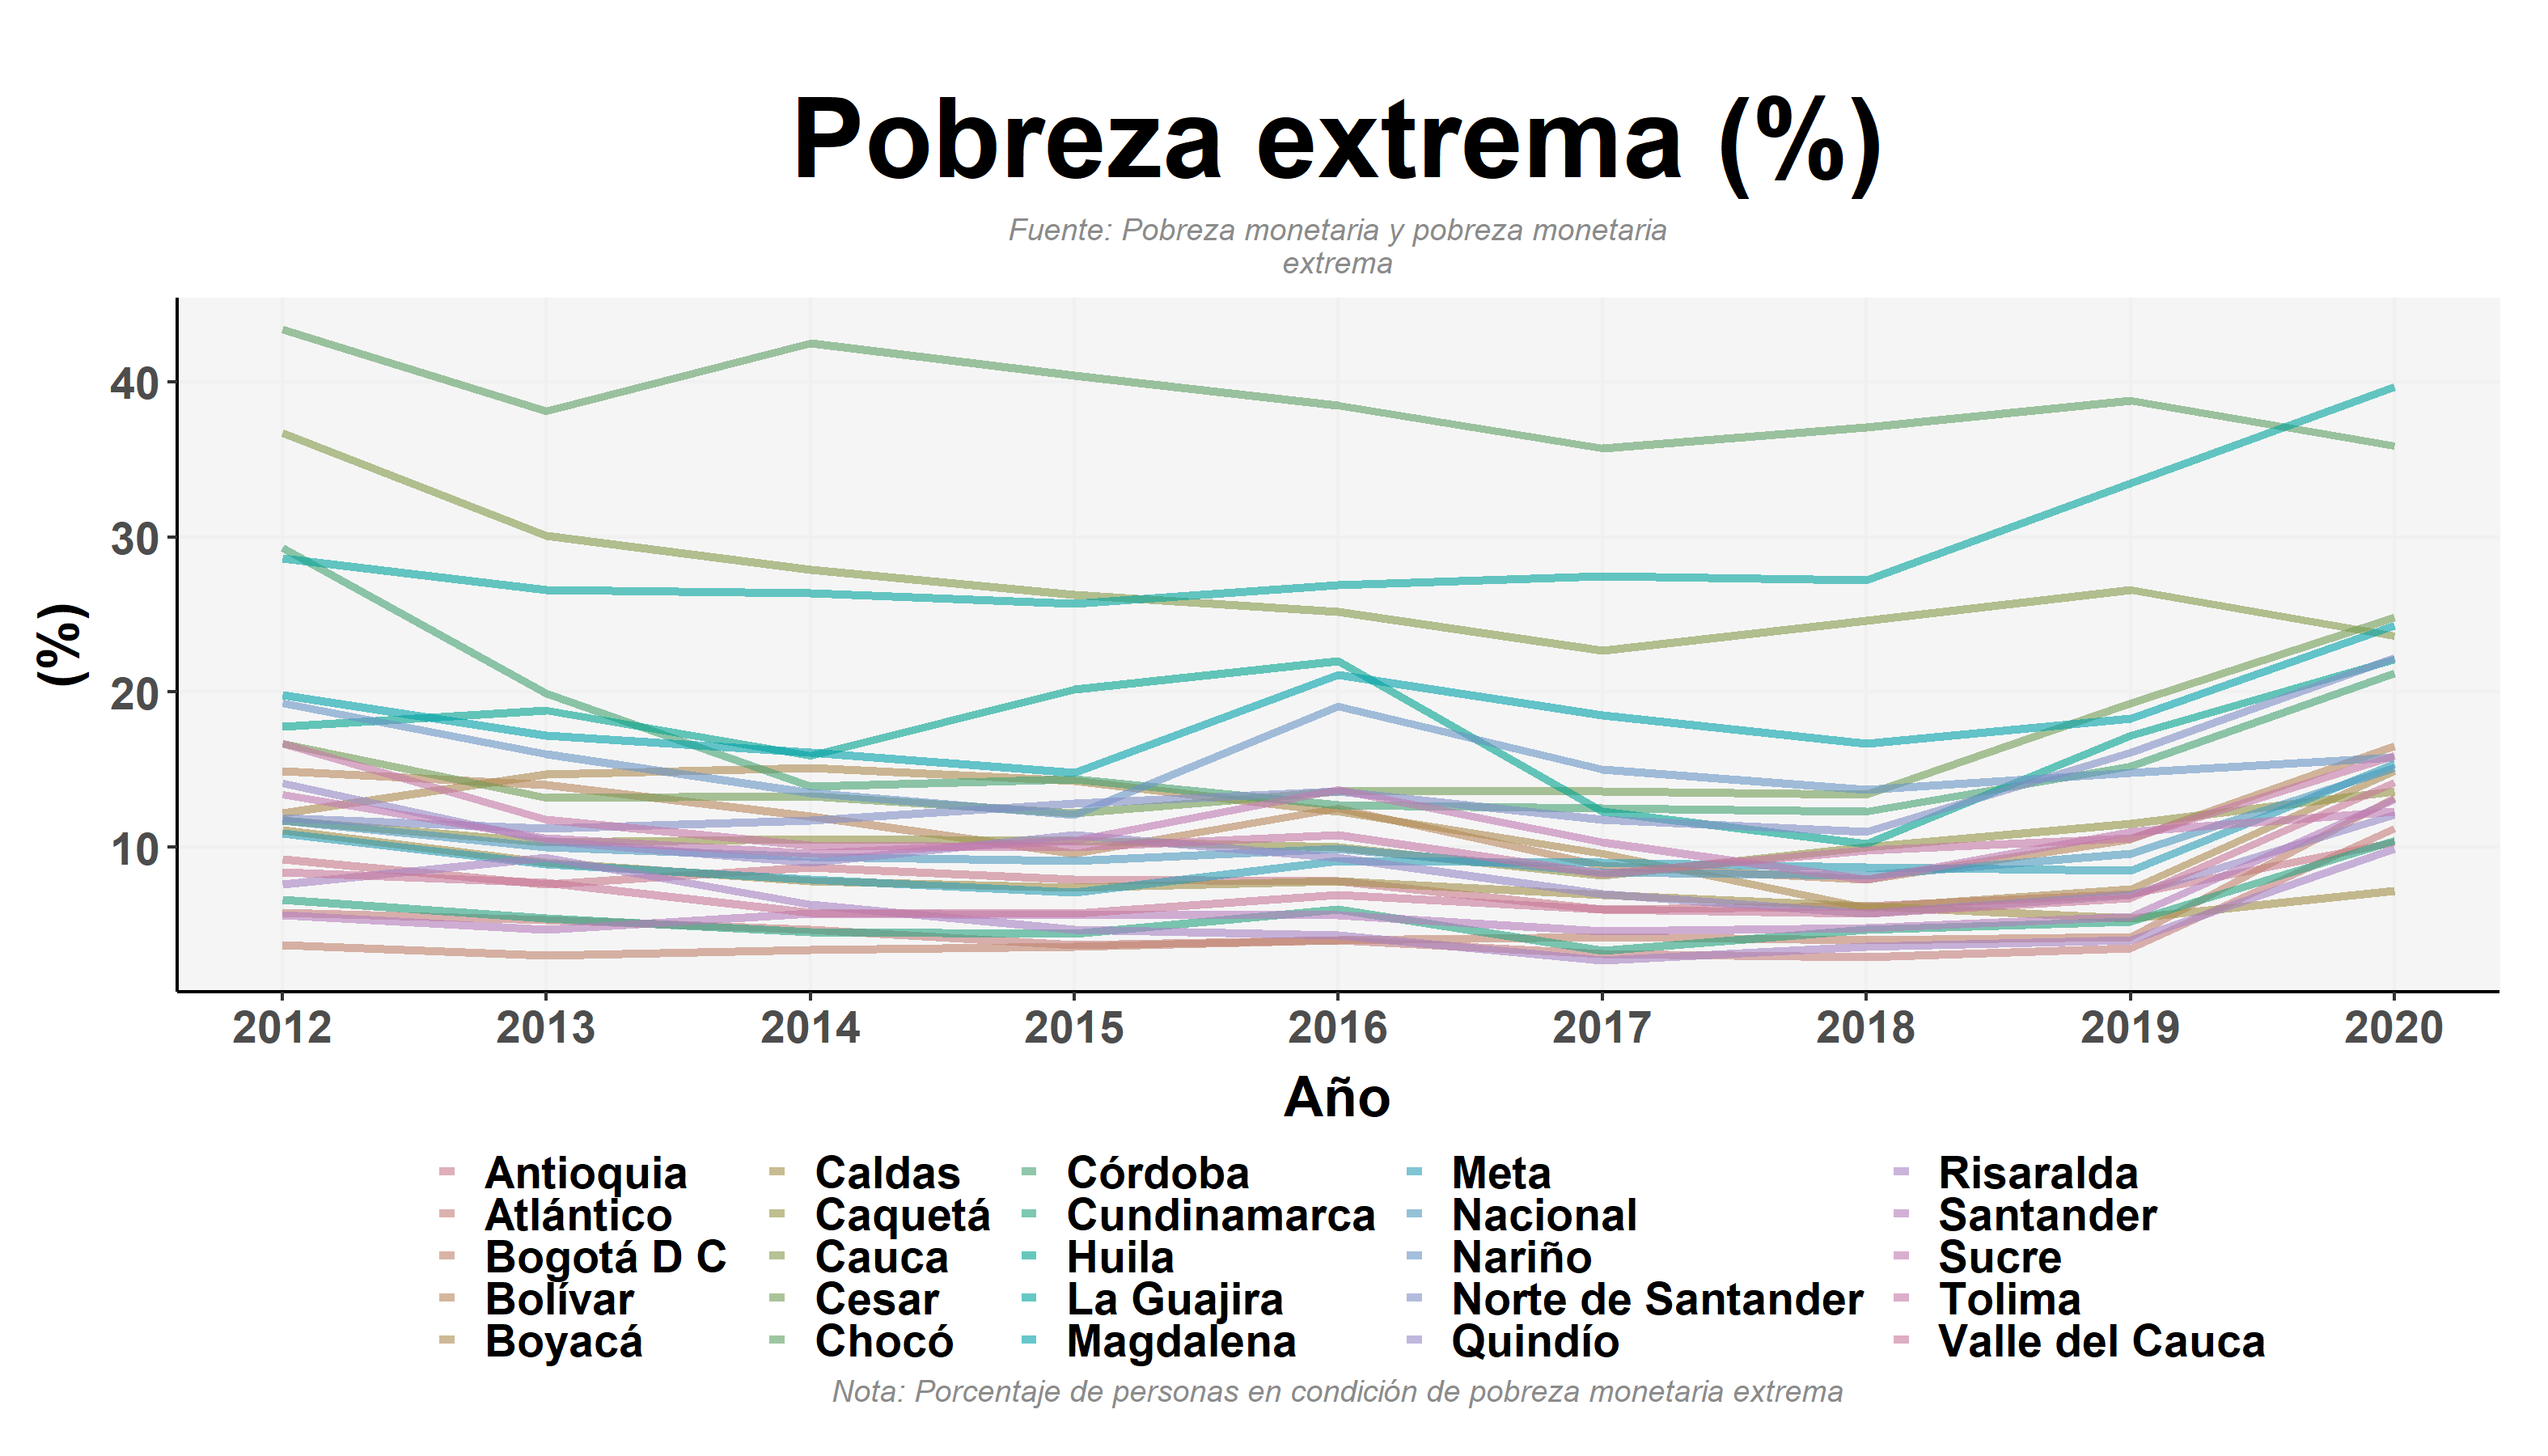 Pobreza extrema (%)
Fuente: Pobreza monetaria y pobreza monetaria
extrema
(%)
40
30
20
10
2012 2013 2014 2015 2016 2017 2018 2019 2020
Año
Antioquia Caldas Córdoba Meta Risaralda
Atlántico Caquetá Cundinamarca Nacional Santander
Bogotá D C Cauca Huila Nariño Sucre
Bolívar Cesar La Guajira Norte de Santander Tolima
Boyacá Chocó Magdalena Quindío Valle del Cauca
Nota: Porcentaje de personas en condición de pobreza monetaria extrema